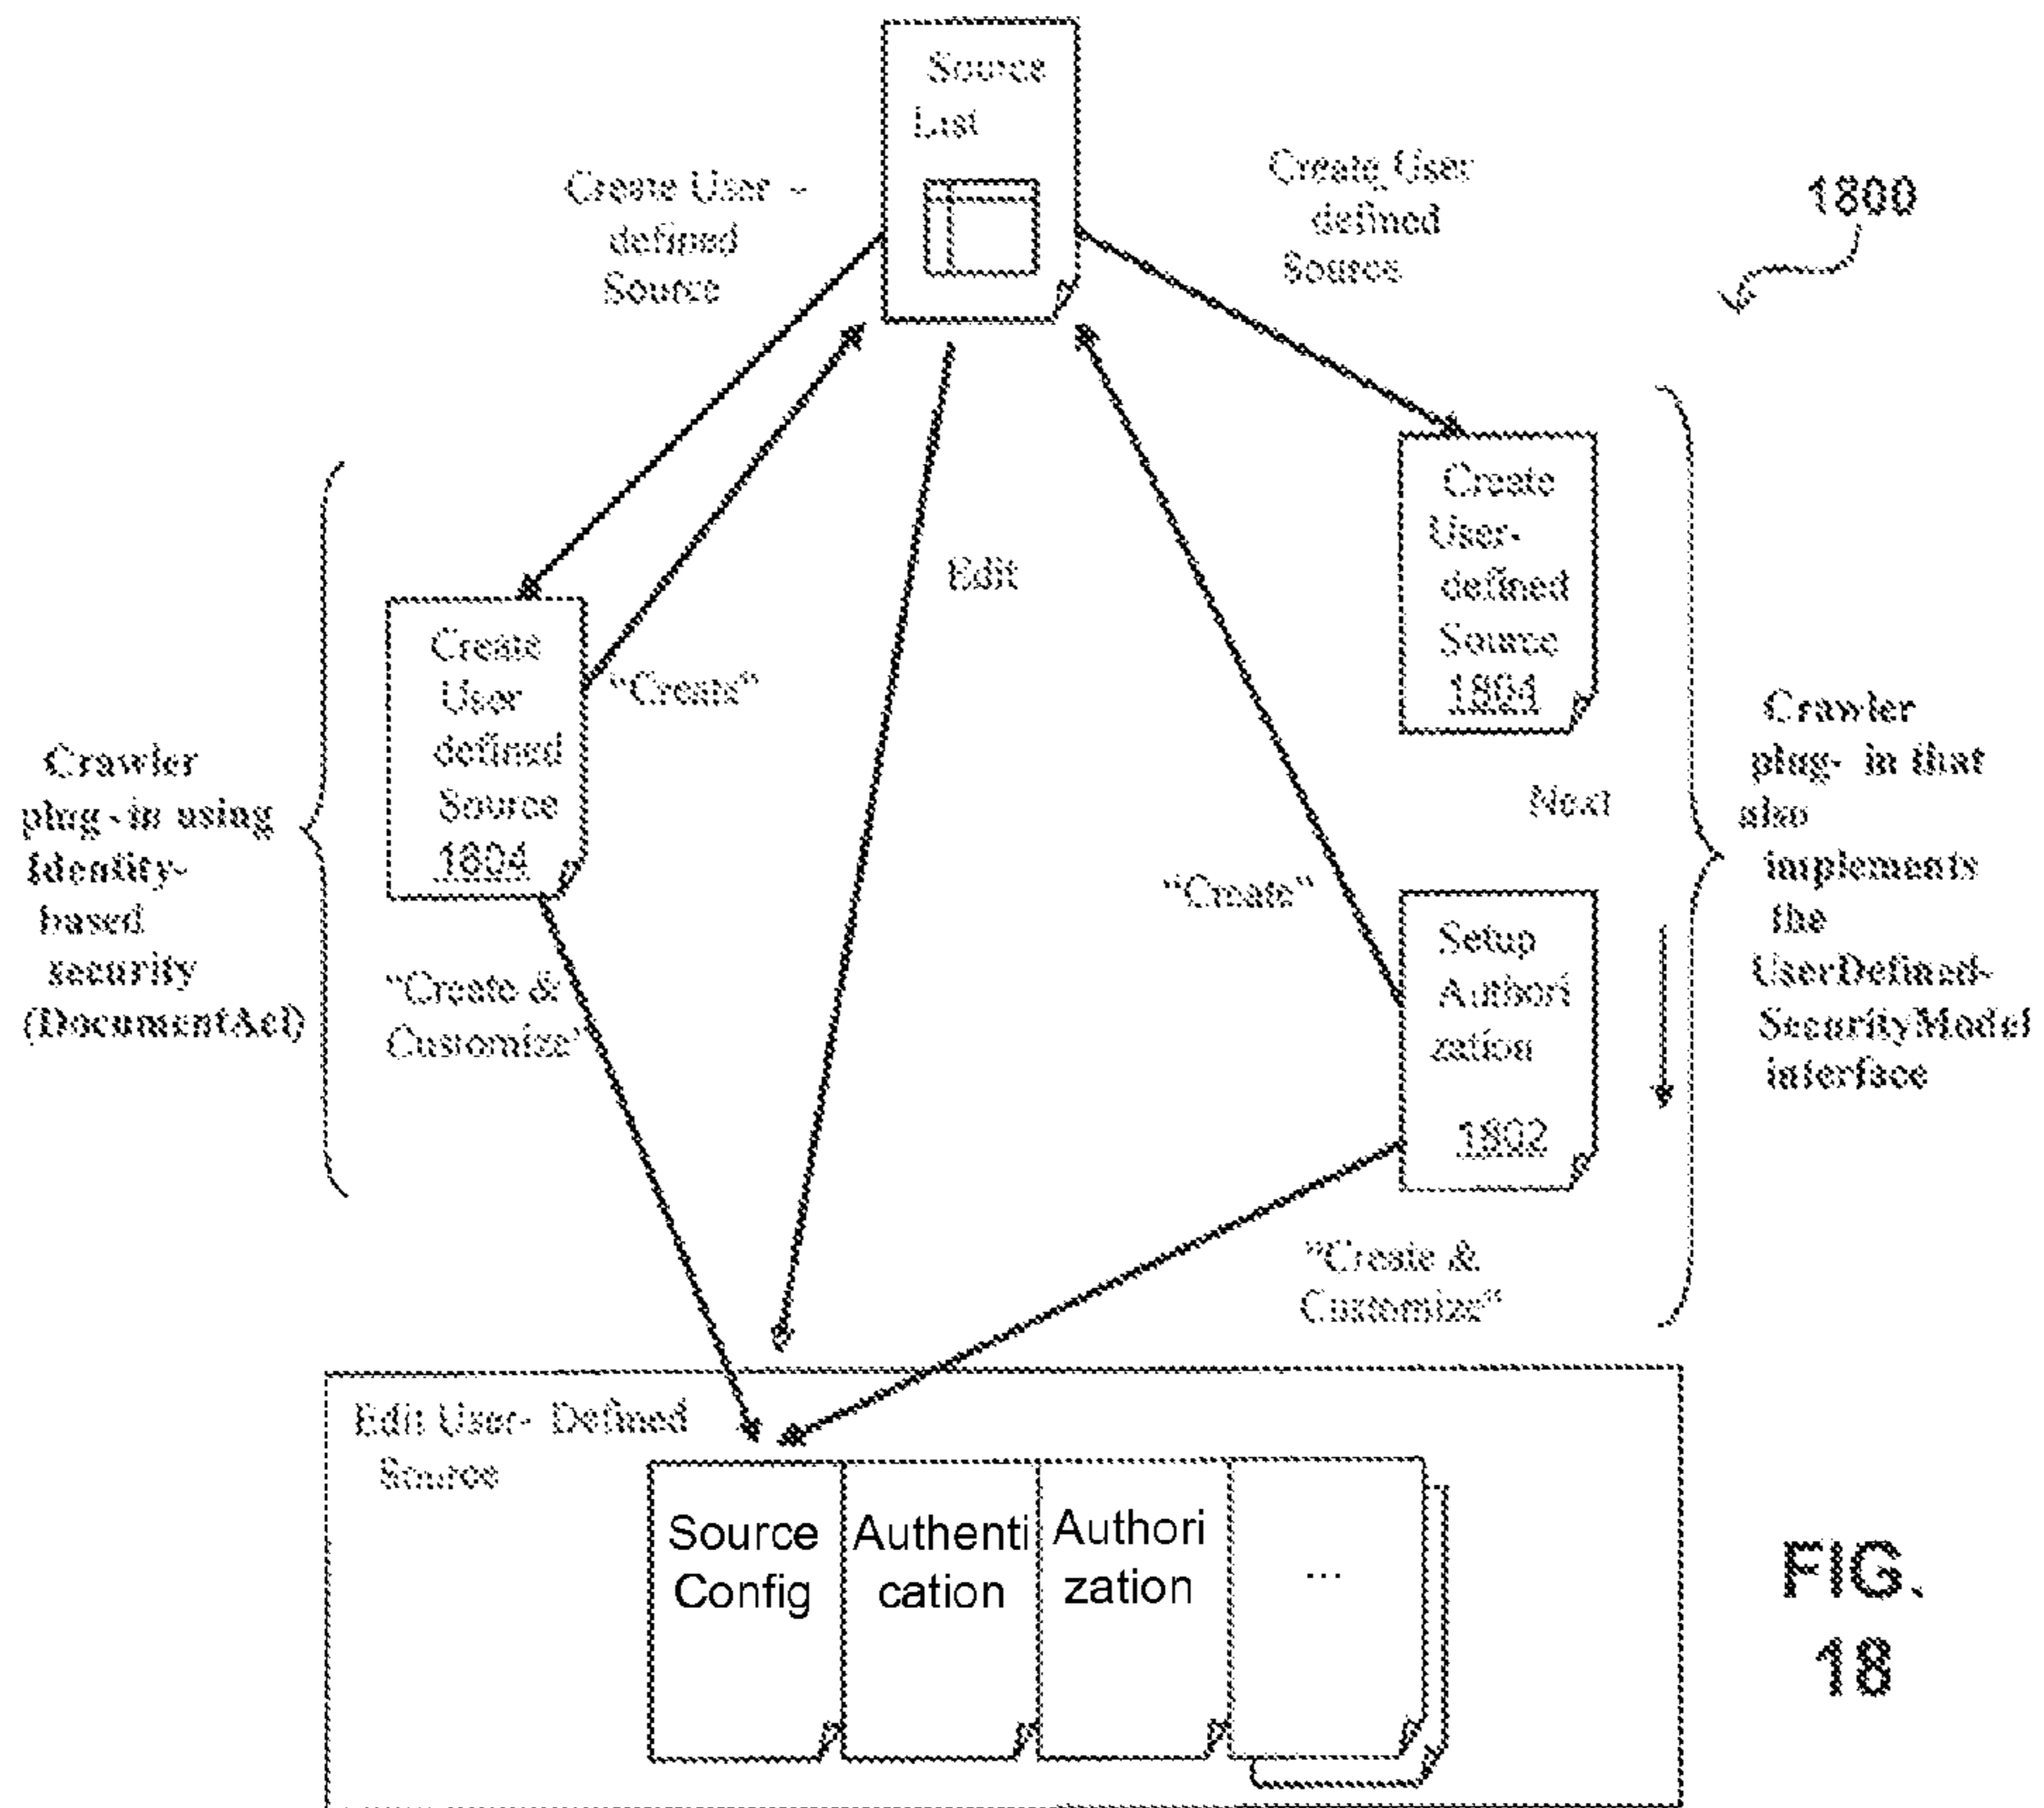 Source
List
Create User -
defined
Source
Create User
defined
Source
1800
Create
User-
defined
Source
1804
Edit
Create
User
defined
Source
1804
"Create"
Crawler
plug-in using
Identity-
based
security
(DocumentAcl)
Next
Crawler
plug- in that
also
implements
the
UserDefined-
SecurityModel
interface
"Create"
Setup
Authori
zation
1802
"Create &
Customize"
"Create &
Customize"
Edit User- Defined
Source
Source
Config
Authenti
cation
Authori
zation
...
FIG.
18